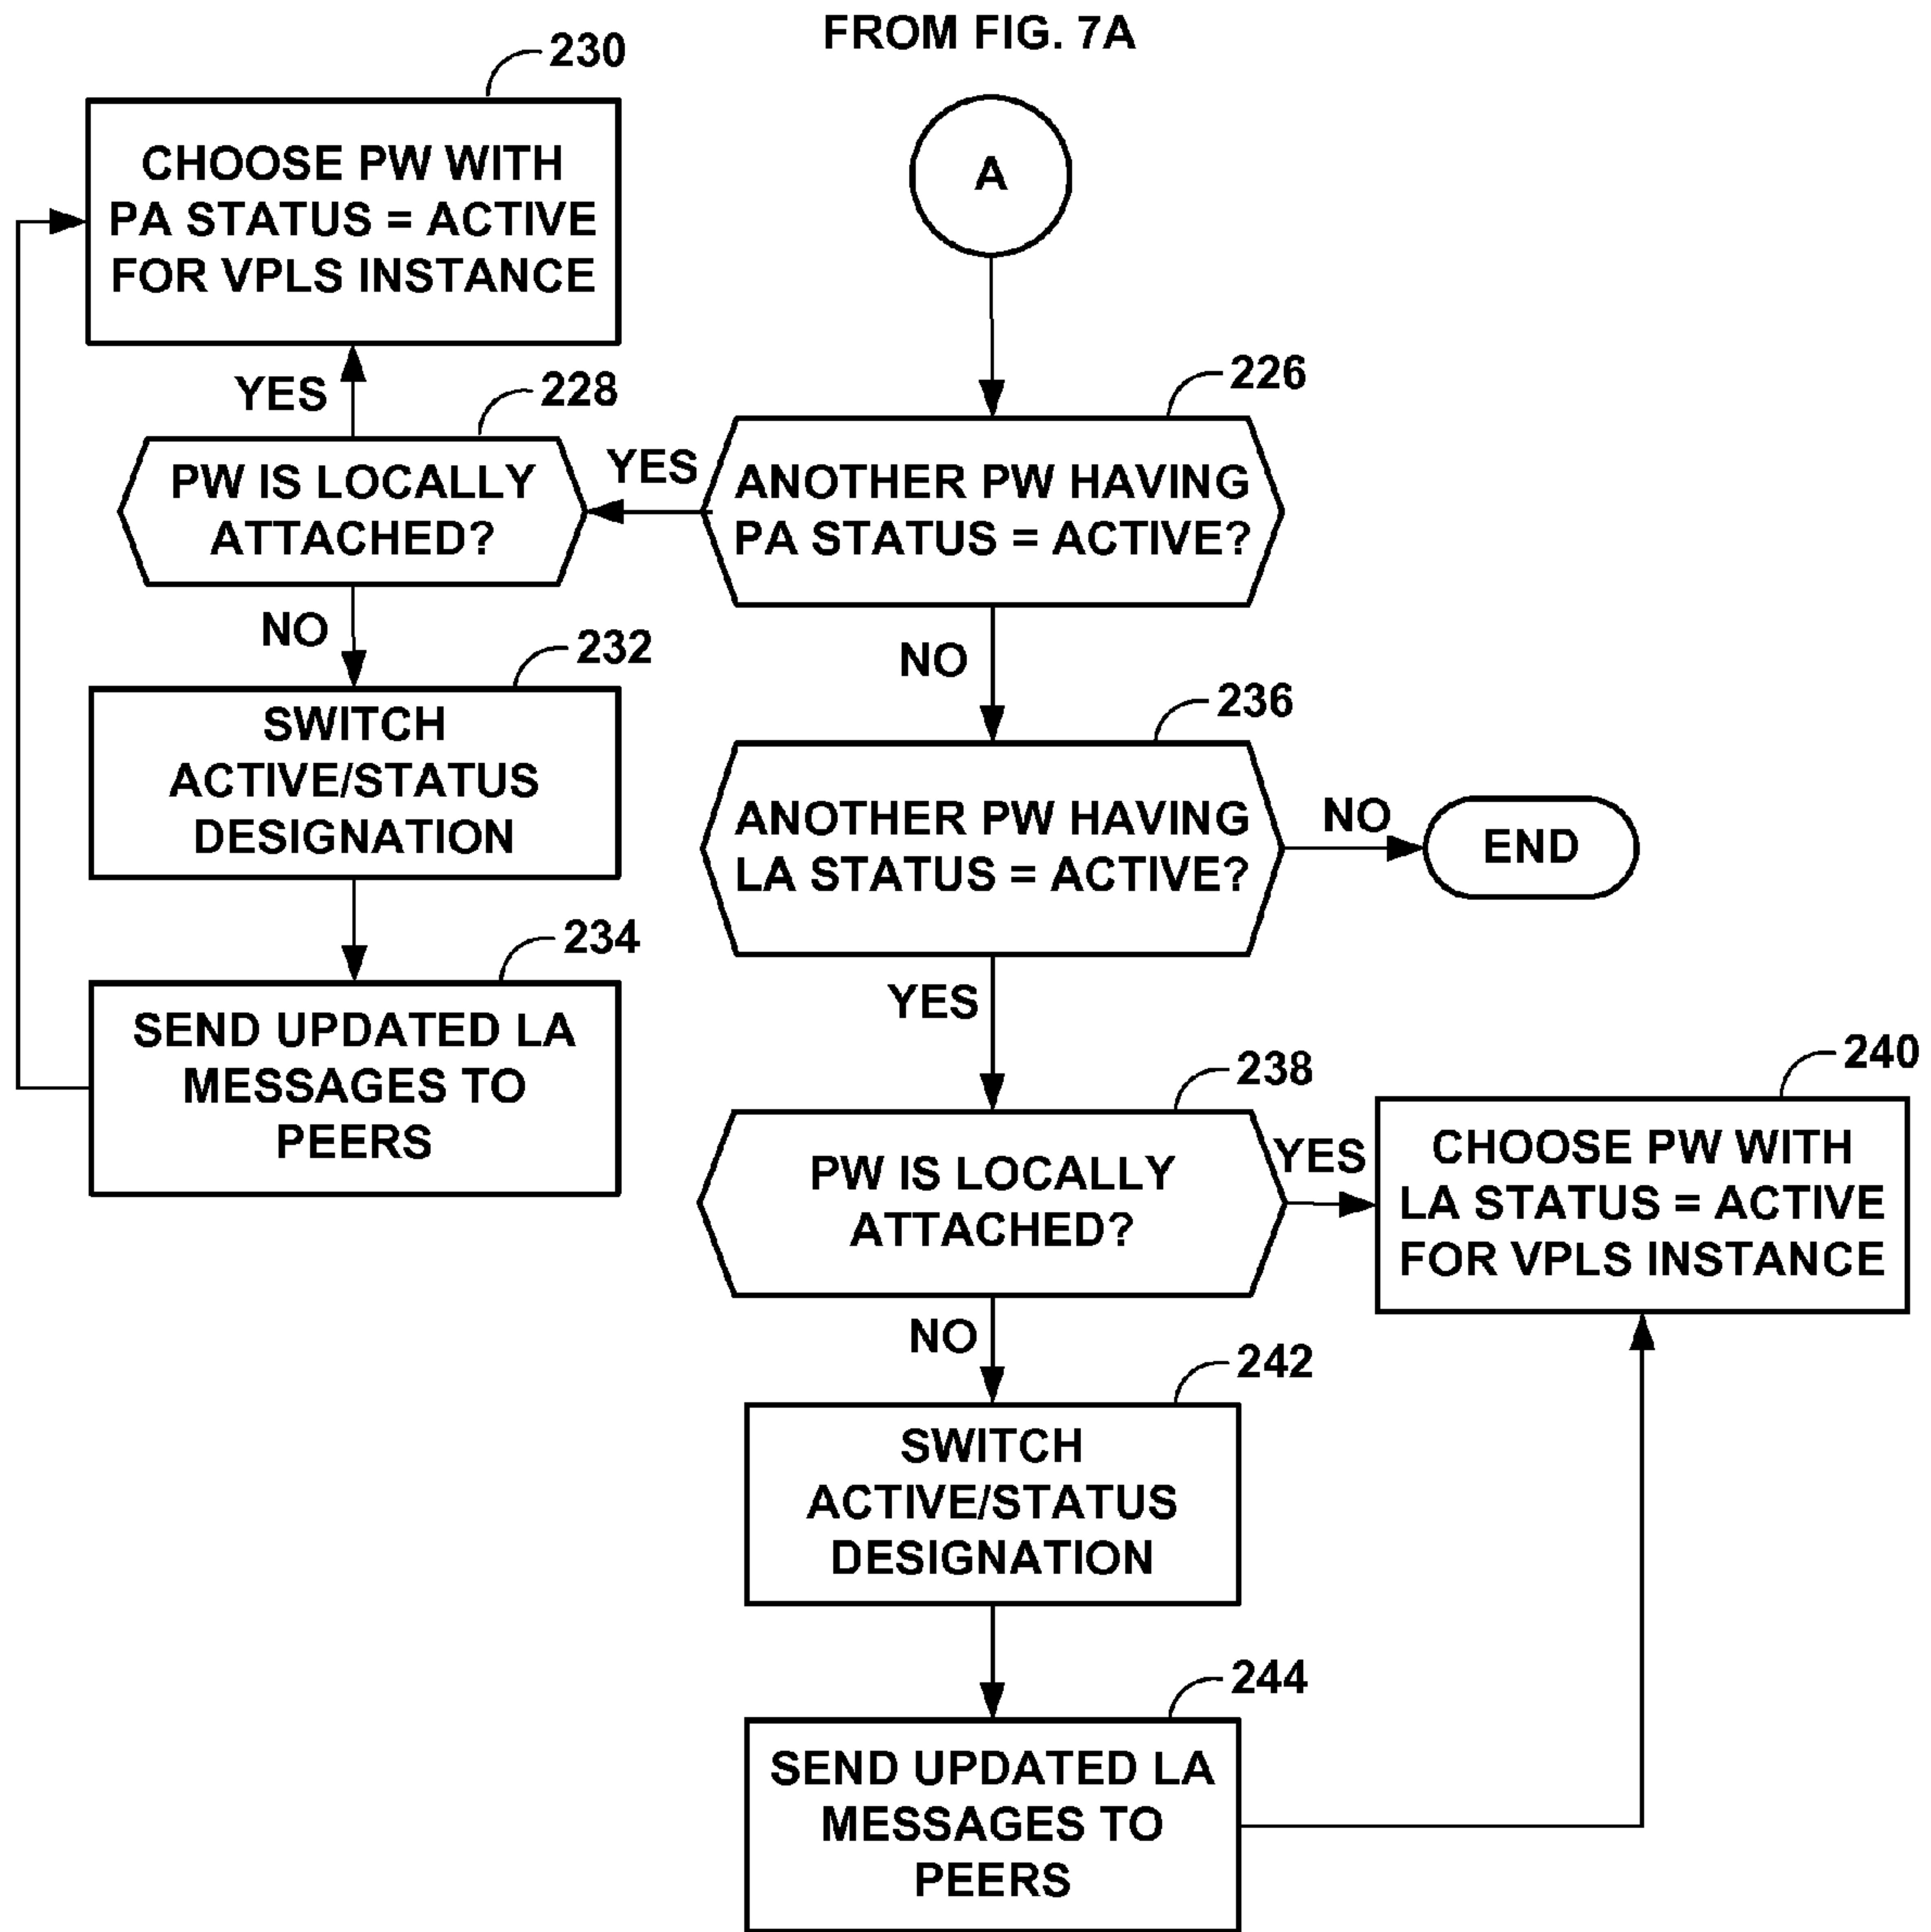 FROM FIG. 7A
A
230
CHOOSE PW WITH
PA STATUS = ACTIVE
FOR VPLS INSTANCE
YES
228
PW IS LOCALLY
ATTACHED?
YES
226
ANOTHER PW HAVING
PA STATUS = ACTIVE?
NO
232
SWITCH
ACTIVE/STATUS
DESIGNATION
234
SEND UPDATED LA
MESSAGES TO
PEERS
NO
236
ANOTHER PW HAVING
LA STATUS = ACTIVE?
NO
END
YES
238
PW IS LOCALLY
ATTACHED?
YES
240
CHOOSE PW WITH
LA STATUS = ACTIVE
FOR VPLS INSTANCE
NO
242
SWITCH
ACTIVE/STATUS
DESIGNATION
244
SEND UPDATED LA
MESSAGES TO
PEERS